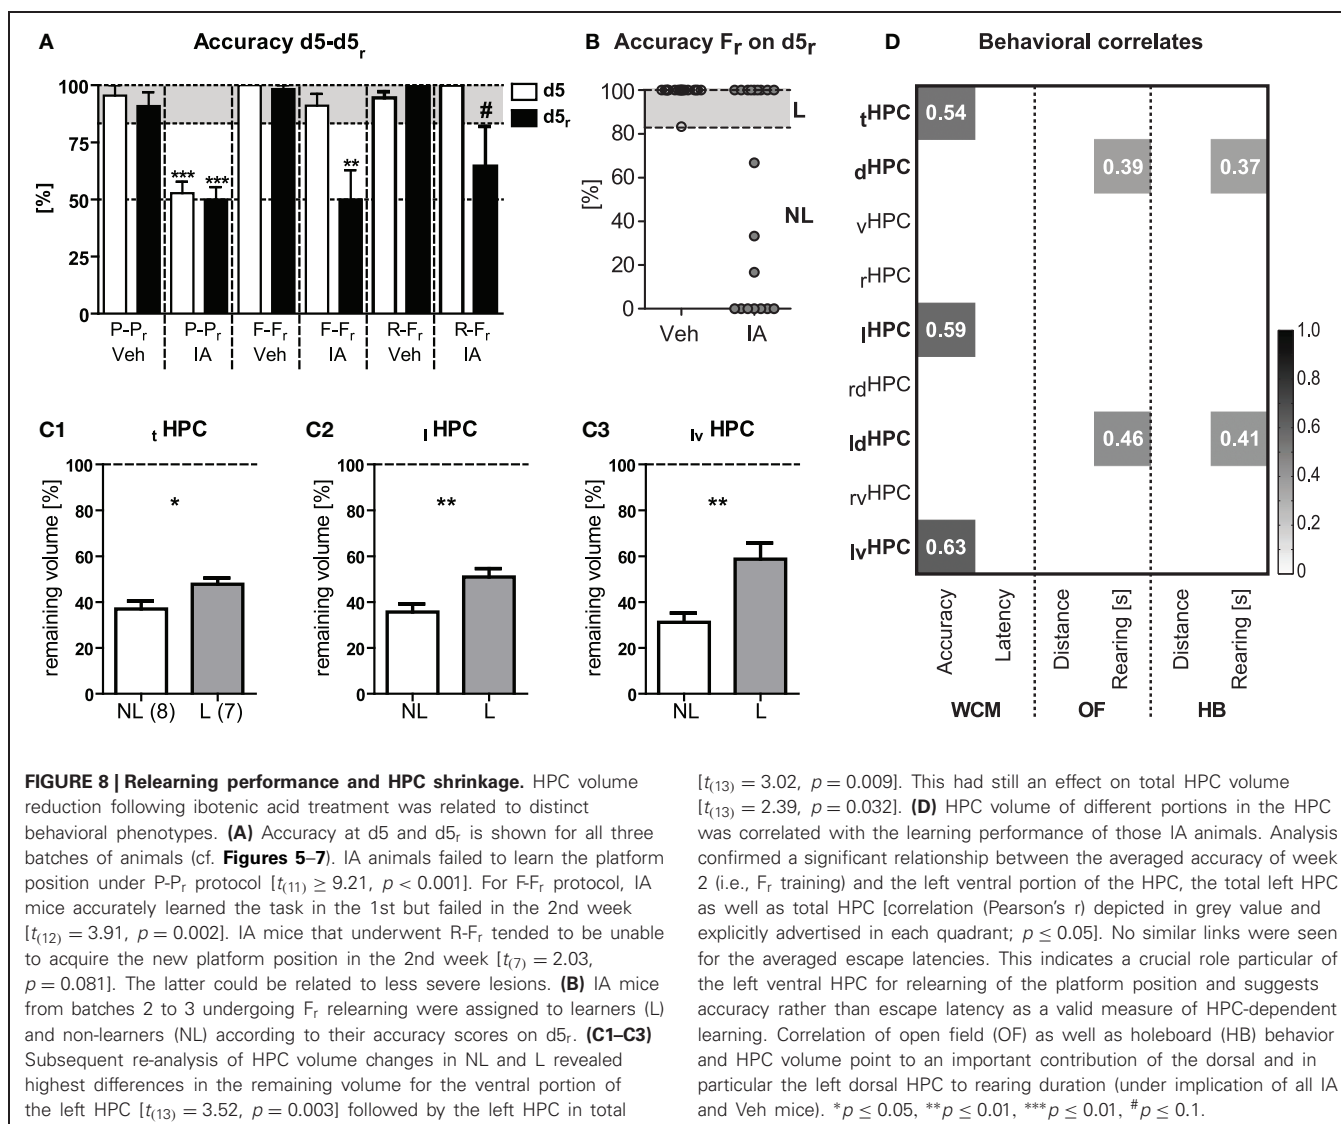 A Accuracy d5-d5r
[%]
100
75
50
25
0
d5
d5r
***
***
**
#
P-Pr P-Pr F-Fr F-Fr R-Fr R-Fr
Veh IA Veh IA Veh IA
B Accuracy Fr on d5r
[%]
100
80
60
40
20
0
L
NL
Veh IA
C1 tHPC
remaining volume [%]
100
80
60
40
20
0
*
NL (8) L (7)
C2 lHPC
remaining volume [%]
100
80
60
40
20
0
**
NL L
C3 lvHPC
remaining volume [%]
100
80
60
40
20
0
**
NL L
D Behavioral correlates
tHPC 0.54
dHPC 0.39 0.37
vHPC
rHPC
lHPC 0.59
rdHPC
ldHPC 0.46 0.41
rvHPC
lvHPC 0.63
1.0
0.8
0.6
0.4
0.2
0
Accuracy Latency Distance Rearing [s] Distance Rearing [s]
WCM OF HB
FIGURE 8 | Relearning performance and HPC shrinkage. HPC volume
reduction following ibotenic acid treatment was related to distinct
behavioral phenotypes. (A) Accuracy at d5 and d5r is shown for all three
batches of animals (cf. Figures 5–7). IA animals failed to learn the platform
position under P-Pr protocol [t(11) ≥ 9.21, p < 0.001]. For F-Fr protocol, IA
mice accurately learned the task in the 1st but failed in the 2nd week
[t(12) = 3.91, p = 0.002]. IA mice that underwent R-Fr tended to be unable
to acquire the new platform position in the 2nd week [t(7) = 2.03,
p = 0.081]. The latter could be related to less severe lesions. (B) IA mice
from batches 2 to 3 undergoing Fr relearning were assigned to learners (L)
and non-learners (NL) according to their accuracy scores on d5r. (C1–C3)
Subsequent re-analysis of HPC volume changes in NL and L revealed
highest differences in the remaining volume for the ventral portion of
the left HPC [t(13) = 3.52, p = 0.003] followed by the left HPC in total
[t(13) = 3.02, p = 0.009]. This had still an effect on total HPC volume
[t(13) = 2.39, p = 0.032]. (D) HPC volume of different portions in the HPC
was correlated with the learning performance of those IA animals. Analysis
confirmed a significant relationship between the averaged accuracy of week
2 (i.e., Fr training) and the left ventral portion of the HPC, the total left HPC
as well as total HPC [correlation (Pearson's r) depicted in grey value and
explicitly advertised in each quadrant; p ≤ 0.05]. No similar links were seen
for the averaged escape latencies. This indicates a crucial role particular of
the left ventral HPC for relearning of the platform position and suggests
accuracy rather than escape latency as a valid measure of HPC-dependent
learning. Correlation of open field (OF) as well as holeboard (HB) behavior
and HPC volume point to an important contribution of the dorsal and in
particular the left dorsal HPC to rearing duration (under implication of all IA
and Veh mice). *p ≤ 0.05, **p ≤ 0.01, ***p ≤ 0.01, #p ≤ 0.1.